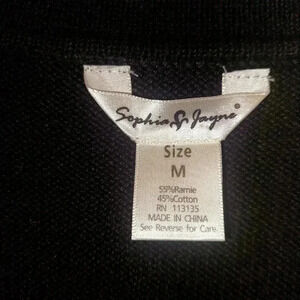 Sophia Jayne®
Size
M
55%Ramie
45%Cotton
RN 113135
MADE IN CHINA
See Reverse for Care